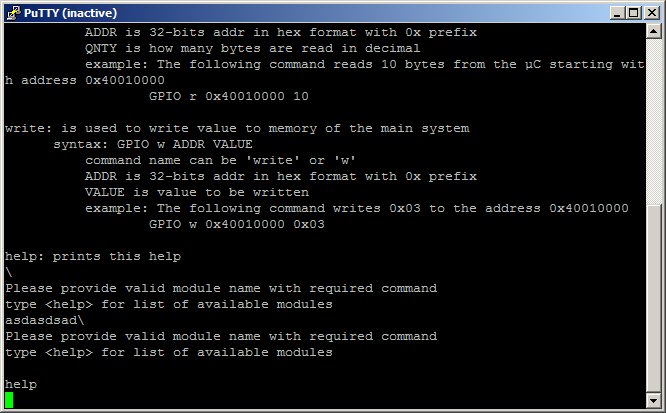 PuTTY (inactive)
ADDR is 32-bits addr in hex format with 0x prefix
QNTY is how many bytes are read in decimal
example: The following command reads 10 bytes from the µC starting wit
h address 0x40010000
GPIO r 0x40010000 10
write: is used to write value to memory of the main system
syntax: GPIO w ADDR VALUE
command name can be 'write' or 'w'
ADDR is 32-bits addr in hex format with 0x prefix
VALUE is value to be written
example: The following command writes 0x03 to the address 0x40010000
GPIO w 0x40010000 0x03
help: prints this help
\
Please provide valid module name with required command
type <help> for list of available modules
asdasdsad\
Please provide valid module name with required command
type <help> for list of available modules
help